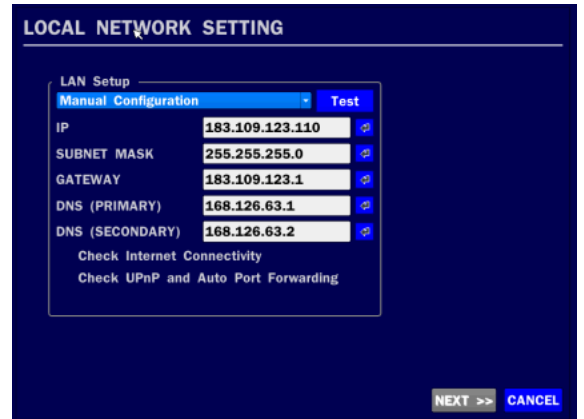 LOCAL NETWORK SETTING
LAN Setup
Manual Configuration Test
IP 183.109.123.110
SUBNET MASK 255.255.255.0
GATEWAY 183.109.123.1
DNS (PRIMARY) 168.126.63.1
DNS (SECONDARY) 168.126.63.2
Check Internet Connectivity
Check UPnP and Auto Port Forwarding
NEXT >> CANCEL